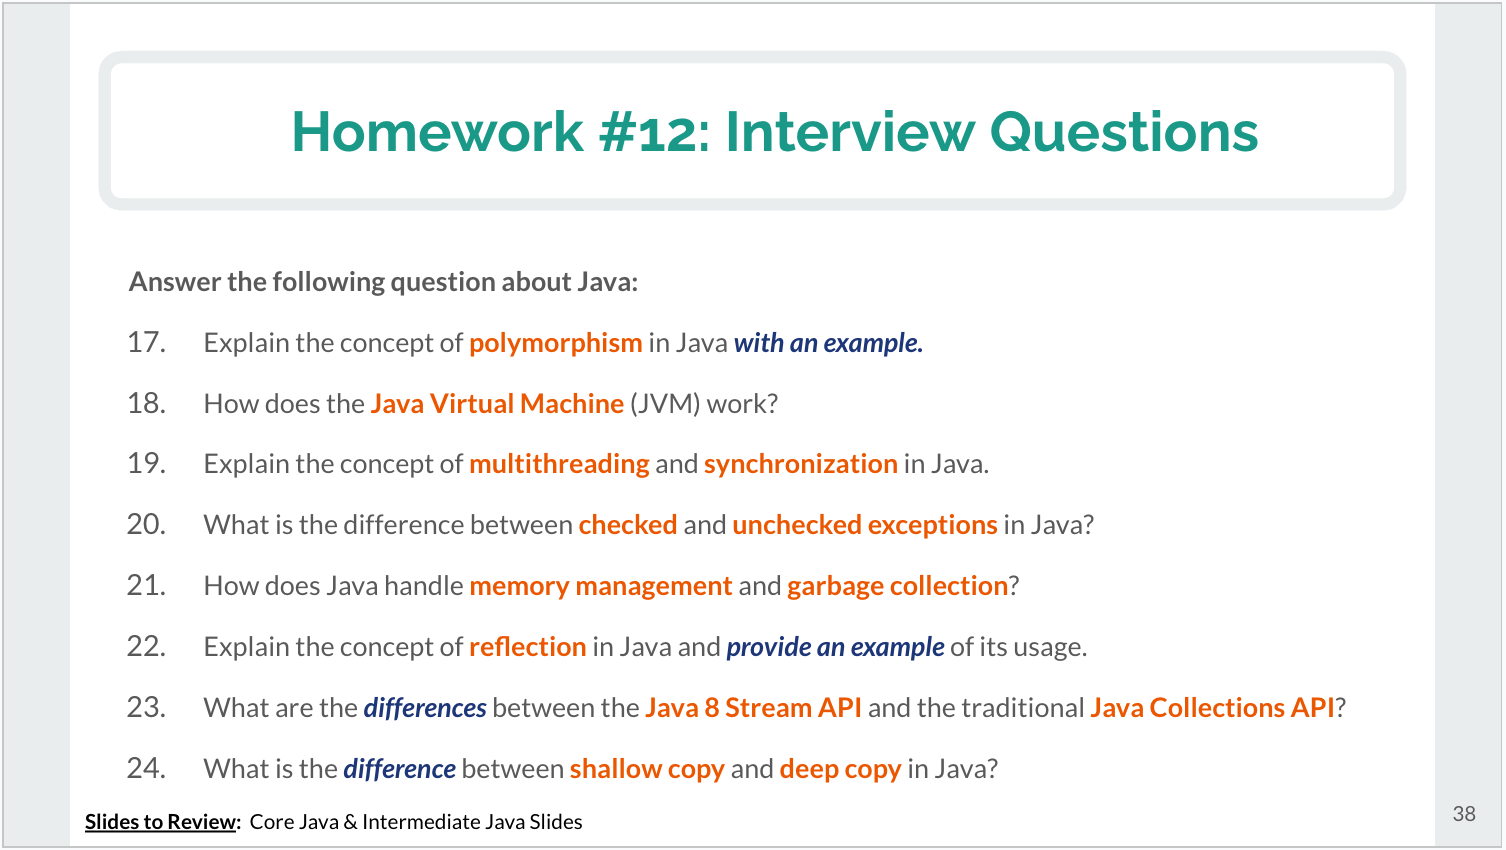 Homework #12: Interview Questions
Answer the following question about Java:
17. Explain the concept of polymorphism in Java with an example.
18. How does the Java Virtual Machine (JVM) work?
19. Explain the concept of multithreading and synchronization in Java.
20. What is the difference between checked and unchecked exceptions in Java?
21. How does Java handle memory management and garbage collection?
22. Explain the concept of reflection in Java and provide an example of its usage.
23. What are the differences between the Java 8 Stream API and the traditional Java Collections API?
24. What is the difference between shallow copy and deep copy in Java?
Slides to Review: Core Java & Intermediate Java Slides
38